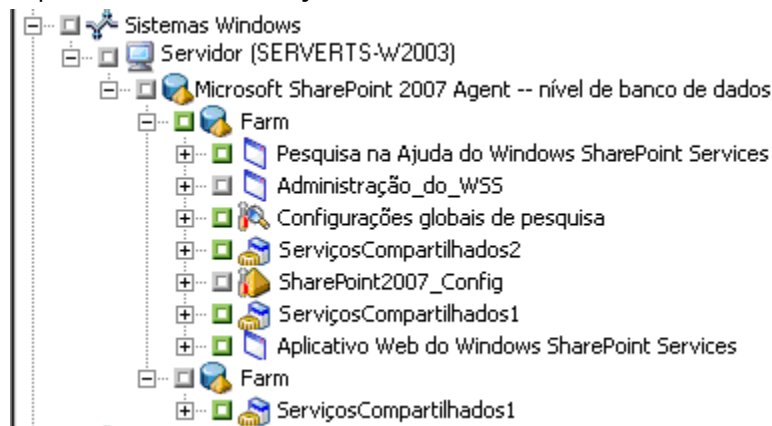 Sistemas Windows
Servidor (SERVERTS-W2003)
Microsoft SharePoint 2007 Agent -- nível de banco de dados
Farm
Pesquisa na Ajuda do Windows SharePoint Services
Administração_do_WSS
Configurações globais de pesquisa
ServiçosCompartilhados2
SharePoint2007_Config
ServiçosCompartilhados1
Aplicativo Web do Windows SharePoint Services
Farm
ServiçosCompartilhados1